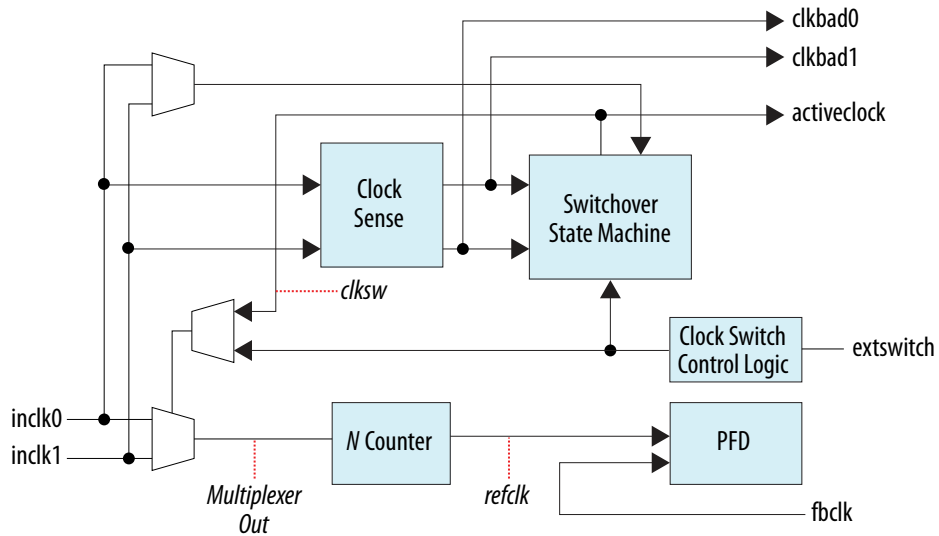 clkbad0
clkbad1
activeclock
Clock
Sense
Switchover
State Machine
clksw
Clock Switch
Control Logic
extswitch
inclk0
inclk1
N Counter
PFD
Multiplexer
Out
refclk
fbclk